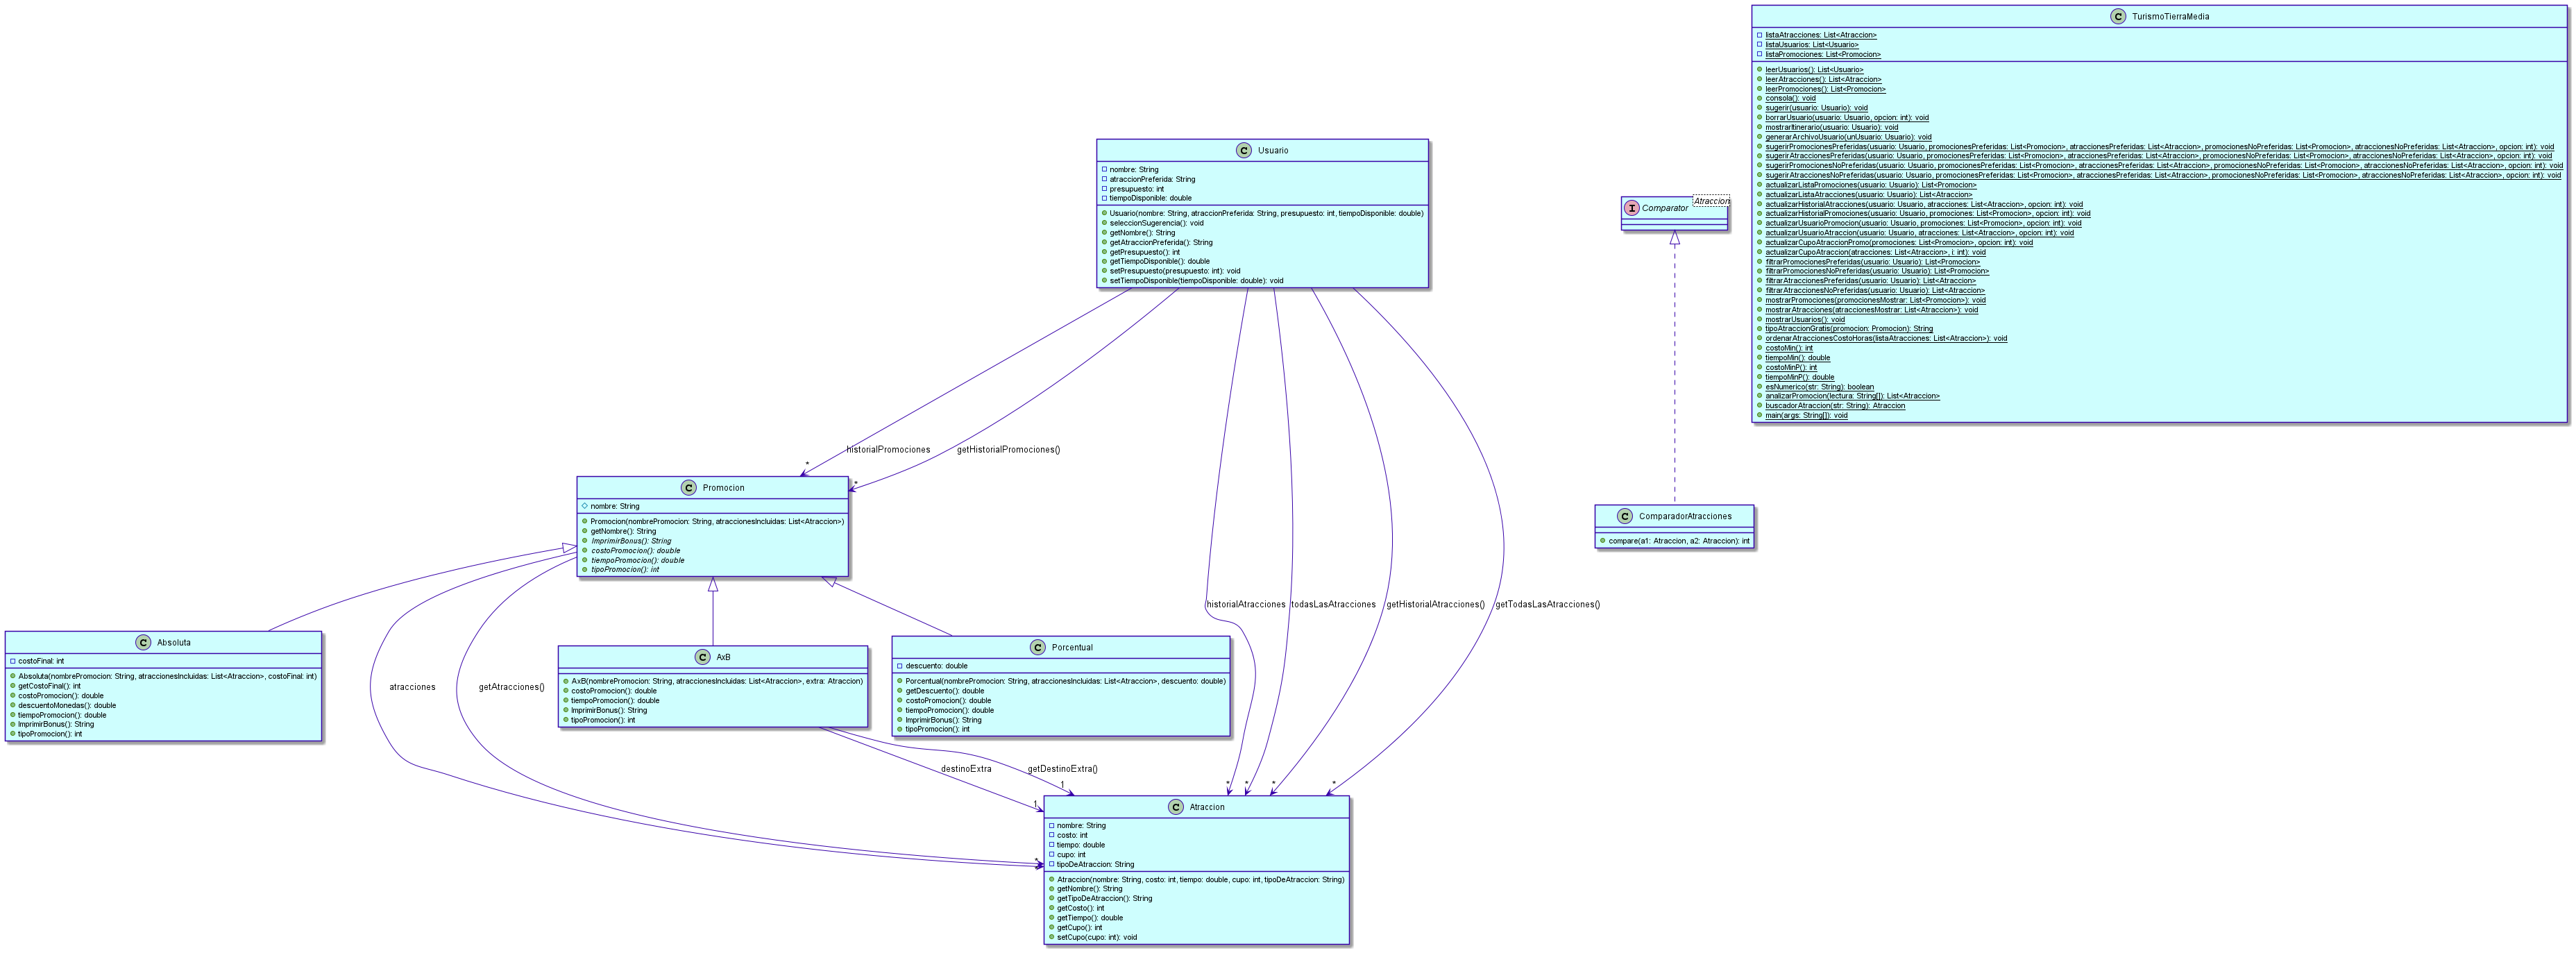 TurismoTierraMedia
listaAtracciones: List<Atraccion>
listaUsuarios: List<Usuario>
listaPromociones: List<Promocion>
leerUsuarios(): List<Usuario>
leerAtracciones(): List<Atraccion>
leerPromociones(): List<Promocion>
consola(): void
sugerir(usuario: Usuario): void
borrarUsuario(usuario: Usuario, opcion: int): void
mostrarItinerario(usuario: Usuario): void
generarArchivoUsuario(unUsuario: Usuario): void
sugerirPromocionesPreferidas(usuario: Usuario, promocionesPreferidas: List<Promocion>, atraccionesPreferidas: List<Atraccion>, promocionesNoPreferidas: List<Promocion>, atraccionesNoPreferidas: List<Atraccion>, opcion: int): void
sugerirAtraccionesPreferidas(usuario: Usuario, promocionesPreferidas: List<Promocion>, atraccionesPreferidas: List<Atraccion>, promocionesNoPreferidas: List<Promocion>, atraccionesNoPreferidas: List<Atraccion>, opcion: int): void
sugerirPromocionesNoPreferidas(usuario: Usuario, promocionesPreferidas: List<Promocion>, atraccionesPreferidas: List<Atraccion>, promocionesNoPreferidas: List<Promocion>, atraccionesNoPreferidas: List<Atraccion>, opcion: int): void
sugerirAtraccionesNoPreferidas(usuario: Usuario, promocionesPreferidas: List<Promocion>, atraccionesPreferidas: List<Atraccion>, promocionesNoPreferidas: List<Promocion>, atraccionesNoPreferidas: List<Atraccion>, opcion: int): void
actualizarListaPromociones(usuario: Usuario): List<Promocion>
actualizarListaAtracciones(usuario: Usuario): List<Atraccion>
actualizarHistorialAtracciones(usuario: Usuario, atracciones: List<Atraccion>, opcion: int): void
actualizarHistorialPromociones(usuario: Usuario, promociones: List<Promocion>, opcion: int): void
actualizarUsuarioPromocion(usuario: Usuario, promociones: List<Promocion>, opcion: int): void
actualizarUsuarioAtraccion(usuario: Usuario, atracciones: List<Atraccion>, opcion: int): void
actualizarCupoAtraccionPromo(promociones: List<Promocion>, opcion: int): void
actualizarCupoAtraccion(atracciones: List<Atraccion>, i: int): void
filtrarPromocionesPreferidas(usuario: Usuario): List<Promocion>
filtrarPromocionesNoPreferidas(usuario: Usuario): List<Promocion>
filtrarAtraccionesPreferidas(usuario: Usuario): List<Atraccion>
filtrarAtraccionesNoPreferidas(usuario: Usuario): List<Atraccion>
mostrarPromociones(promocionesMostrar: List<Promocion>): void
mostrarAtracciones(atraccionesMostrar: List<Atraccion>): void
mostrarUsuarios(): void
tipoAtraccionGratis(promocion: Promocion): String
ordenarAtraccionesCostoHoras(listaAtracciones: List<Atraccion>): void
costoMin(): int
tiempoMin(): double
costoMinP(): int
tiempoMinP(): double
esNumerico(str: String): boolean
analizarPromocion(lectura: String[]): List<Atraccion>
buscadorAtraccion(str: String): Atraccion
main(args: String[]): void
Usuario
nombre: String
atraccionPreferida: String
presupuesto: int
tiempoDisponible: double
Usuario(nombre: String, atraccionPreferida: String, presupuesto: int, tiempoDisponible: double)
seleccionSugerencia(): void
getNombre(): String
getAtraccionPreferida(): String
getPresupuesto(): int
getTiempoDisponible(): double
setPresupuesto(presupuesto: int): void
setTiempoDisponible(tiempoDisponible: double): void
Comparator
Atraccion
historialPromociones
getHistorialPromociones()
*
*
Promocion
nombre: String
Promocion(nombrePromocion: String, atraccionesIncluidas: List<Atraccion>)
getNombre(): String
ImprimirBonus(): String
costoPromocion(): double
tiempoPromocion(): double
tipoPromocion(): int
ComparadorAtracciones
compare(a1: Atraccion, a2: Atraccion): int
historialAtracciones
todasLasAtracciones
getHistorialAtracciones()
getTodasLasAtracciones()
Absoluta
costoFinal: int
Absoluta(nombrePromocion: String, atraccionesIncluidas: List<Atraccion>, costoFinal: int)
getCostoFinal(): int
costoPromocion(): double
descuentoMonedas(): double
tiempoPromocion(): double
ImprimirBonus(): String
tipoPromocion(): int
atracciones
getAtracciones()
AxB
AxB(nombrePromocion: String, atraccionesIncluidas: List<Atraccion>, extra: Atraccion)
costoPromocion(): double
tiempoPromocion(): double
ImprimirBonus(): String
tipoPromocion(): int
Porcentual
descuento: double
Porcentual(nombrePromocion: String, atraccionesIncluidas: List<Atraccion>, descuento: double)
getDescuento(): double
costoPromocion(): double
tiempoPromocion(): double
ImprimirBonus(): String
tipoPromocion(): int
destinoExtra
getDestinoExtra()
1
1
*
*
*
*
*
*
Atraccion
nombre: String
costo: int
tiempo: double
cupo: int
tipoDeAtraccion: String
Atraccion(nombre: String, costo: int, tiempo: double, cupo: int, tipoDeAtraccion: String)
getNombre(): String
getTipoDeAtraccion(): String
getCosto(): int
getTiempo(): double
getCupo(): int
setCupo(cupo: int): void